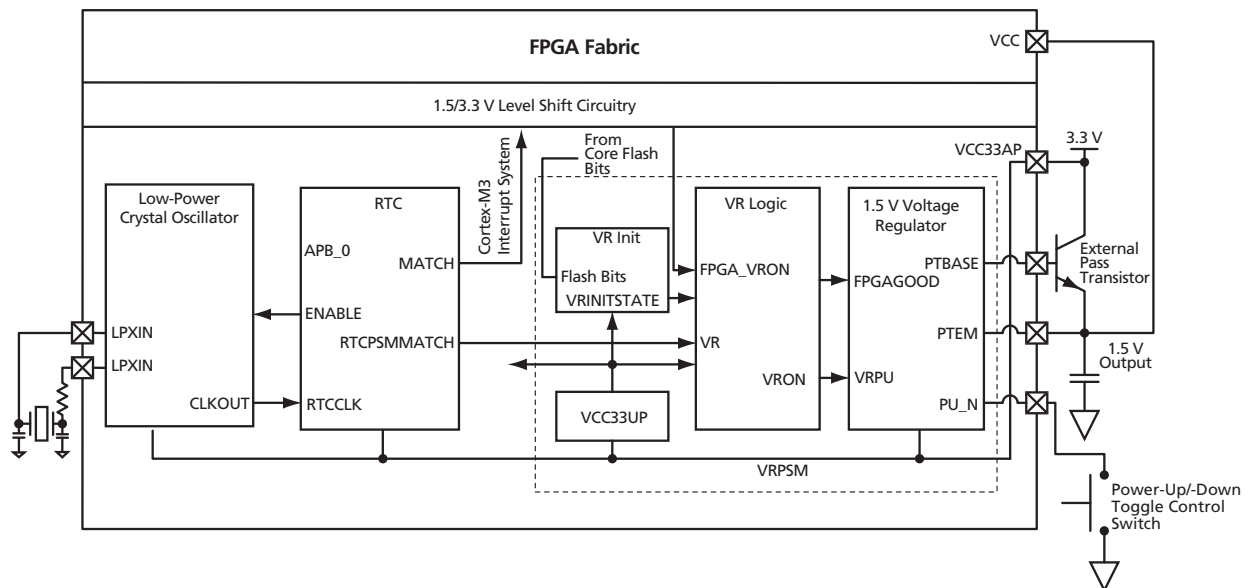 VCC
FPGA Fabric
1.5/3.3 V Level Shift Circuitry
From
Core Flash
Bits
Cortex-M3
Interrupt System
VCC33AP
3.3 V
Low-Power
Crystal Oscillator
LPXIN
LPXIN
CLKOUT
RTC
APB_0
MATCH
ENABLE
RTCPSMMATCH
RTCCLK
VR Init
Flash Bits
VRINITSTATE
VCC33UP
VR Logic
FPGA_VRON
VR
VRON
1.5 V Voltage
Regulator
PTBASE
FPGAGOOD
PTEM
VRPU
PU_N
VRPSM
External
Pass
Transistor
1.5 V
Output
Power-Up/-Down
Toggle Control
Switch